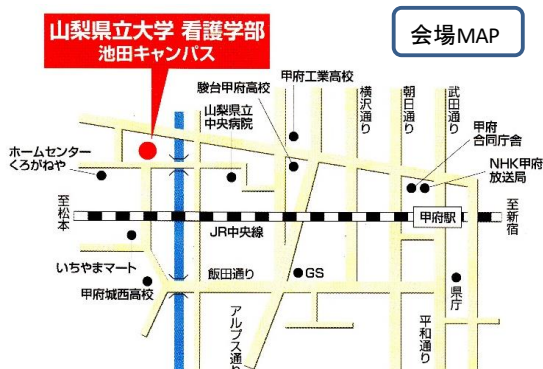 山梨県立大学 看護学部
池田キャンパス
会場MAP
甲府工業高校
駿台甲府高校
山梨県立
中央病院
横沢通り
朝日通り
武田通り
甲府
合同庁舎
NHK甲府
放送局
ホームセンター
くろがねや
至松本
至新宿
甲府駅
JR中央線
いちやまマート
飯田通り
GS
甲府城西高校
県庁
アルプス通り
平和通り